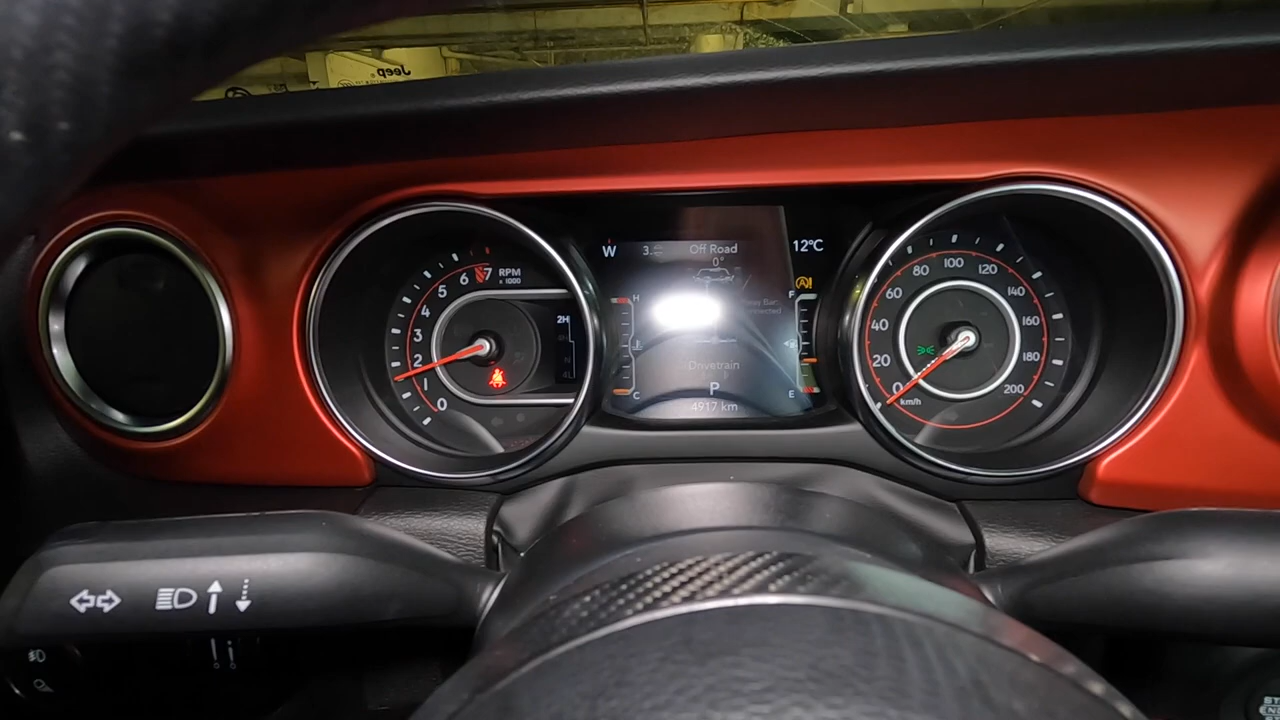 Jeep
W
Off Road
0°
12°C
RPM
x 1000
7
6
5
4
3
2
1
0
2H
N
4L
H
C
Drivetrain
P
4917 km
F
E
0
20
40
60
80
100
120
140
160
180
200
km/h